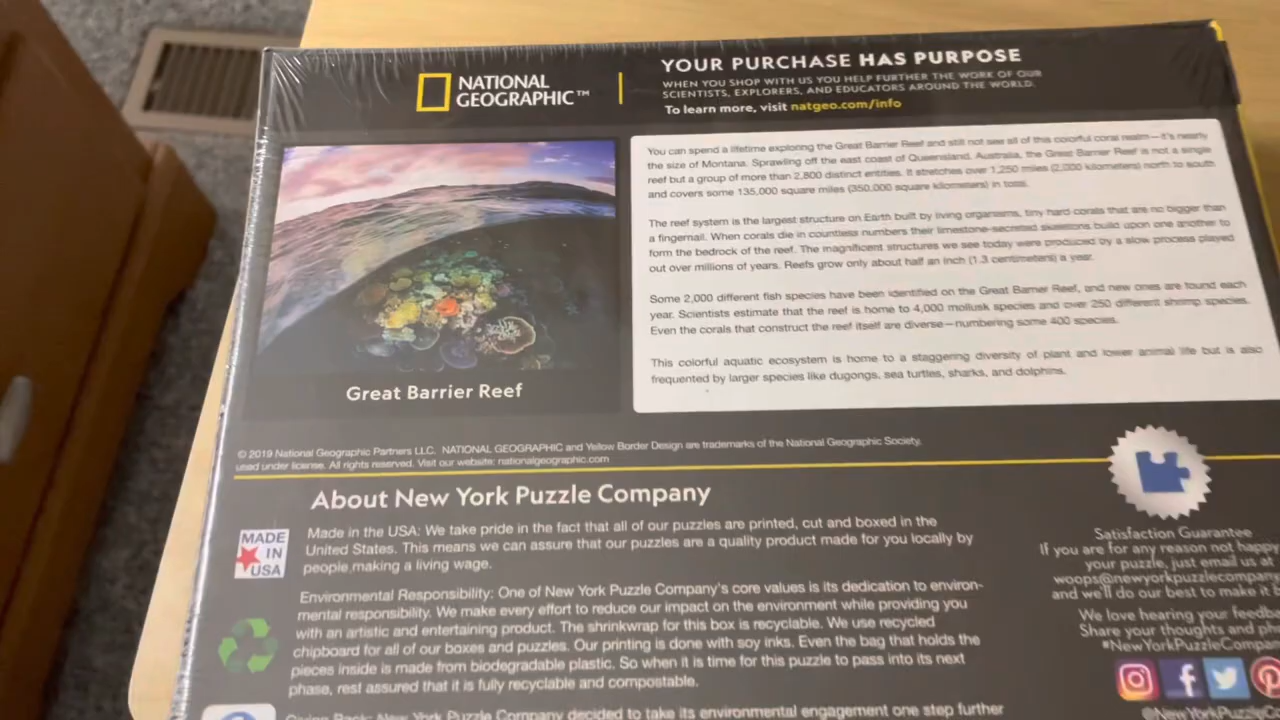 NATIONAL
GEOGRAPHIC™
YOUR PURCHASE HAS PURPOSE
WHEN YOU SHOP WITH US YOU HELP FURTHER THE WORK OF OUR
SCIENTISTS, EXPLORERS, AND EDUCATORS AROUND THE WORLD.
To learn more, visit natgeo.com/info
You can spend a lifetime exploring the Great Barrier Reef and still not see all of this colorful coral realm—it's nearly
the size of Montana. Sprawling off the east coast of Queensland, Australia, the Great Barrier Reef is not a single
reef but a group of more than 2,800 distinct entities. It stretches over 1,250 miles (2,000 kilometers) north to south
and covers some 135,000 square miles (350,000 square kilometers) in total.
The reef system is the largest structure on Earth built by living organisms, tiny hard corals that are no bigger than
a fingernail. When corals die in countless numbers their limestone-secreted skeletons build upon one another to
form the bedrock of the reef. The magnificent structures we see today were produced by a slow process played
out over millions of years. Reefs grow only about half an inch (1.3 centimeters) a year.
Some 2,000 different fish species have been identified on the Great Barrier Reef, and new ones are found each
year. Scientists estimate that the reef is home to 4,000 mollusk species and over 250 different shrimp species.
Even the corals that construct the reef itself are diverse—numbering some 400 species.
This colorful aquatic ecosystem is home to a staggering diversity of plant and lower animal life but is also
frequented by larger species like dugongs, sea turtles, sharks, and dolphins.
Great Barrier Reef
© 2019 National Geographic Partners LLC. NATIONAL GEOGRAPHIC and Yellow Border Design are trademarks of the National Geographic Society,
used under license. All rights reserved. Visit our website: nationalgeographic.com
About New York Puzzle Company
MADE
IN
USA
Made in the USA: We take pride in the fact that all of our puzzles are printed, cut and boxed in the
United States. This means we can assure that our puzzles are a quality product made for you locally by
people making a living wage.
Environmental Responsibility: One of New York Puzzle Company's core values is its dedication to environ-
mental responsibility. We make every effort to reduce our impact on the environment while providing you
with an artistic and entertaining product. The shrinkwrap for this box is recyclable. We use recycled
chipboard for all of our boxes and puzzles. Our printing is done with soy inks. Even the bag that holds the
pieces inside is made from biodegradable plastic. So when it is time for this puzzle to pass into its next
phase, rest assured that it is fully recyclable and compostable.
Giving Back: New York Puzzle Company decided to take its environmental engagement one step further
Satisfaction Guarantee
If you are for any reason not happy
your puzzle, just email us at
woops@newyorkpuzzlecompany
and we'll do our best to make it
We love hearing your
Share your thoughts and
#NewYorkPuzzleCompan
@NewYorkPuzzleC